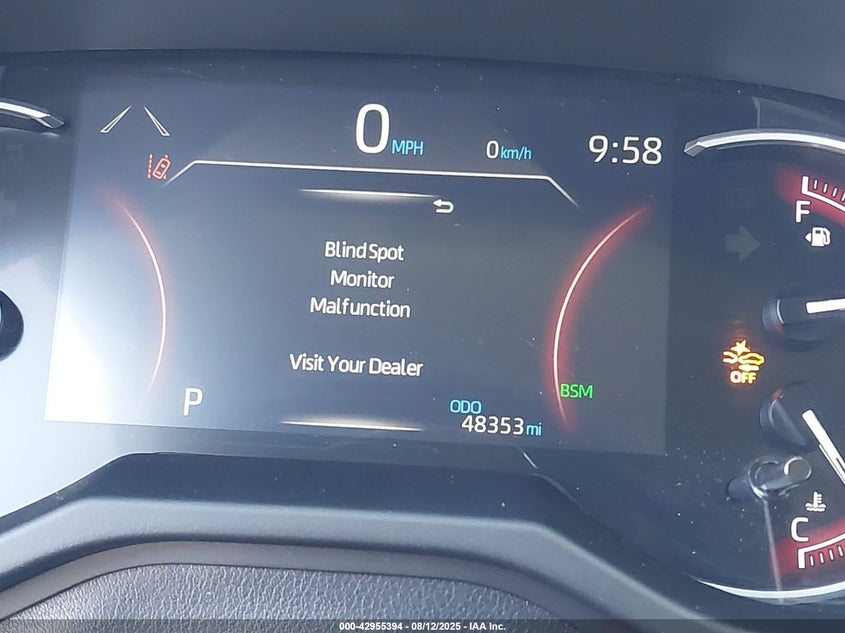 0 MPH 0 km/h 9:58
F
Blind Spot
Monitor
Malfunction
Visit Your Dealer
OFF
BSM
P
ODO
48353 mi
C
000-42955394 - 08/12/2025 - IAA Inc.